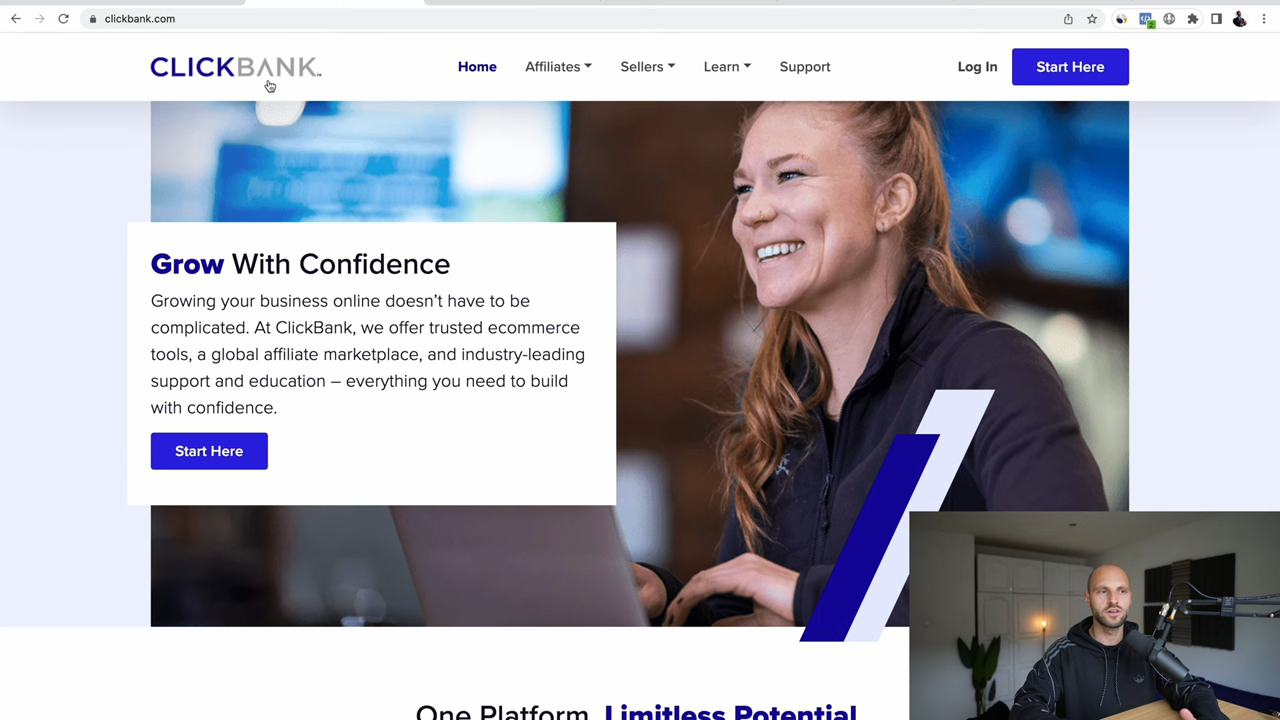 clickbank.com
2
CLICKBANK™
Home
Affiliates
Sellers
Learn
Support
Log In
Start Here
Grow With Confidence
Growing your business online doesn’t have to be
complicated. At ClickBank, we offer trusted ecommerce
tools, a global affiliate marketplace, and industry-leading
support and education – everything you need to build
with confidence.
Start Here
One Platform. Limitless Potential